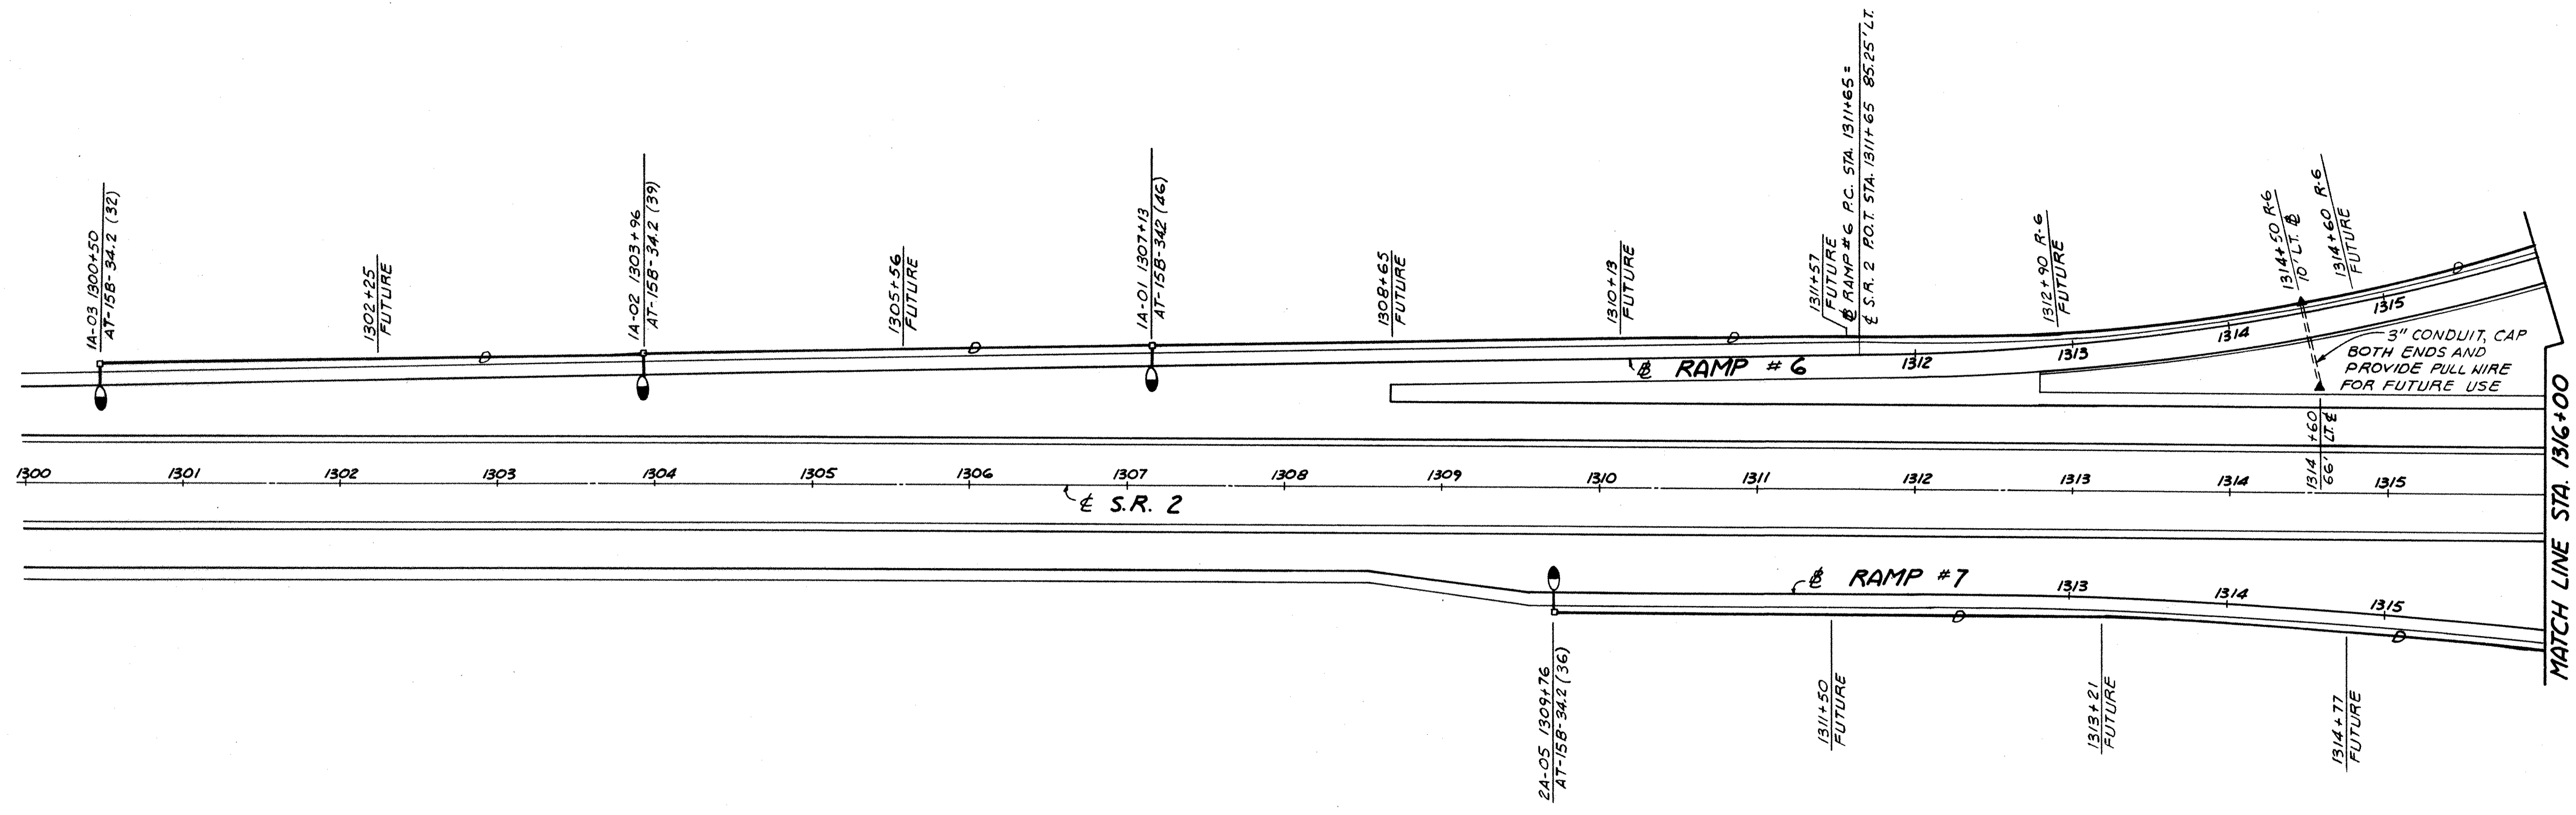 1A-03 1300+50
AT-15B-34.2 (32)
1302+25
FUTURE
1A-02 1303+96
AT-15B-34.2 (39)
1305+56
FUTURE
1A-01 1307+13
AT-15B-34.2 (46)
1308+65
FUTURE
1310+13
FUTURE
1311+57
FUTURE
℄ RAMP #6 P.C. STA. 1311+65 =
℄ S.R. 2 P.O.T. STA. 1311+65 85.25' LT.
1312+90 R-6
FUTURE
1314+50 R-6
10' LT. ℄
1314+60 R-6
FUTURE
D D D D
℄ RAMP #6
1312 1313 1314 1315
3" CONDUIT, CAP
BOTH ENDS AND
PROVIDE PULL WIRE
FOR FUTURE USE
1314+60
66' LT. ℄
1300 1301 1302 1303 1304 1305 1306 1307 1308 1309 1310 1311 1312 1313 1314 1315
℄ S.R. 2
℄ RAMP #7
1313 1314 1315
D D
2A-05 1309+76
AT-15B-34.2 (36)
1311+50
FUTURE
1313+21
FUTURE
1314+77
FUTURE
MATCH LINE STA. 1316+00